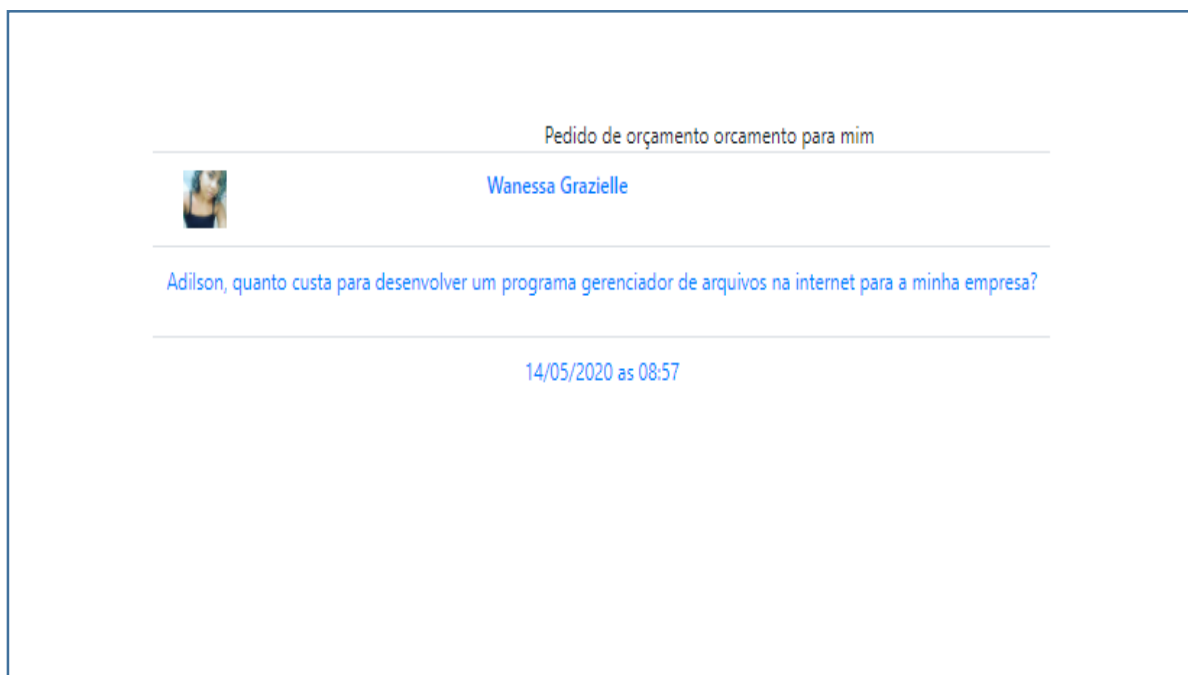 Pedido de orçamento orcamento para mim
Wanessa Grazielle
Adilson, quanto custa para desenvolver um programa gerenciador de arquivos na internet para a minha empresa?
14/05/2020 as 08:57